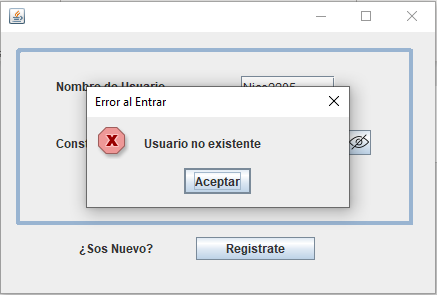 Error al Entrar
Nombre de Usuario
Usuario no existente
Aceptar
¿Sos Nuevo?
Registrate